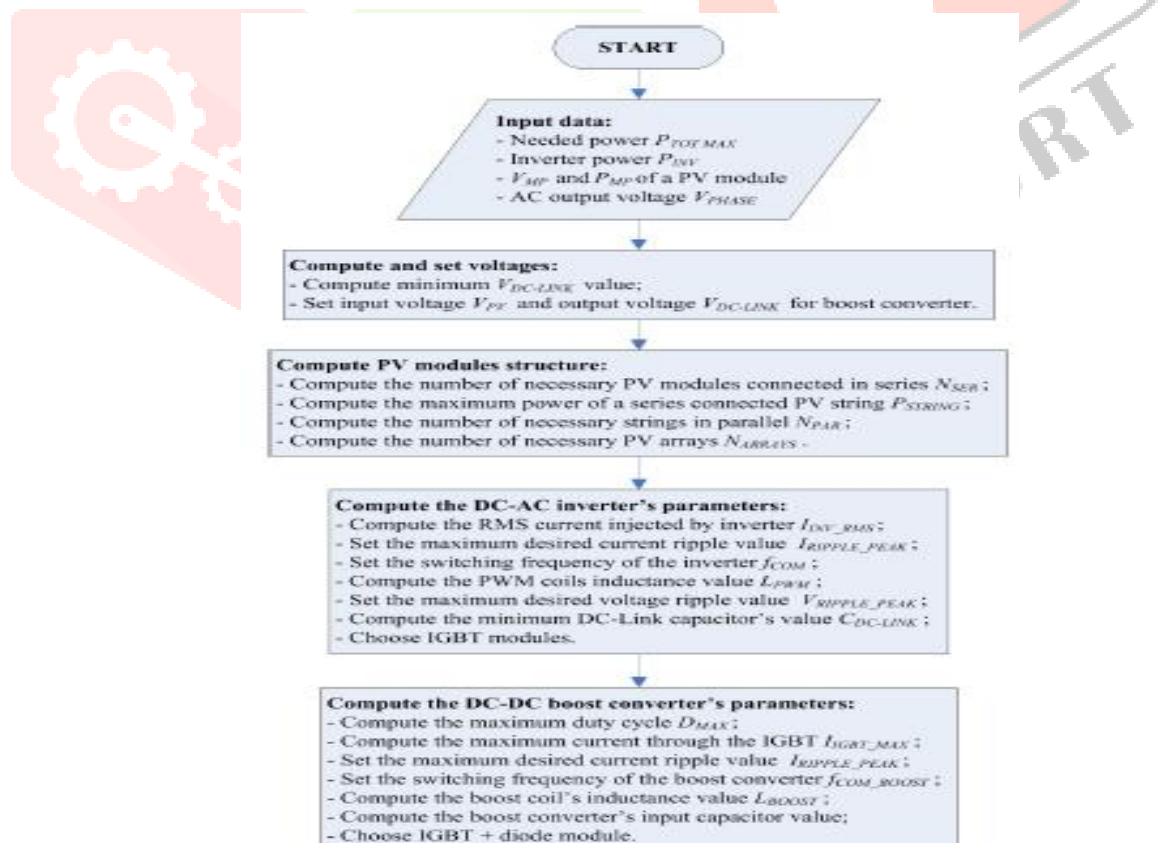 START
Input data:
- Needed power P_TOT MAX
- Inverter power P_INV
- V_MP and P_MP of a PV module
- AC output voltage V_PHASE
Compute and set voltages:
- Compute minimum V_DC-LINK value;
- Set input voltage V_PV and output voltage V_DC-LINK for boost converter.
Compute PV modules structure:
- Compute the number of necessary PV modules connected in series N_SER;
- Compute the maximum power of a series connected PV string P_STRING;
- Compute the number of necessary strings in parallel N_PAR;
- Compute the number of necessary PV arrays N_ARRAYS.
Compute the DC-AC inverter's parameters:
- Compute the RMS current injected by inverter I_INV_RMS;
- Set the maximum desired current ripple value I_RIPPLE_PEAK;
- Set the switching frequency of the inverter f_COM;
- Compute the PWM coils inductance value L_PWM;
- Set the maximum desired voltage ripple value V_RIPPLE_PEAK;
- Compute the minimum DC-Link capacitor's value C_DC-LINK;
- Choose IGBT modules.
Compute the DC-DC boost converter's parameters:
- Compute the maximum duty cycle D_MAX;
- Compute the maximum current through the IGBT I_IGBT_MAX;
- Set the maximum desired current ripple value I_RIPPLE_PEAK;
- Set the switching frequency of the boost converter f_COM_BOOST;
- Compute the boost coil's inductance value L_BOOST;
- Compute the boost converter's input capacitor value;
- Choose IGBT + diode module.